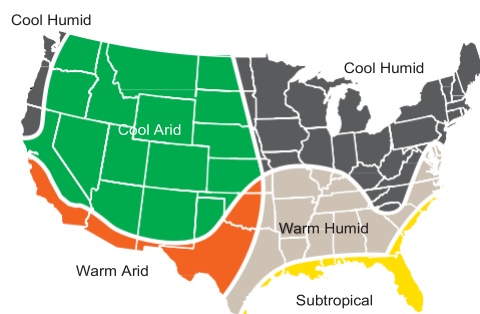 Cool Humid
Cool Humid
Cool Arid
Warm Humid
Warm Arid
Subtropical